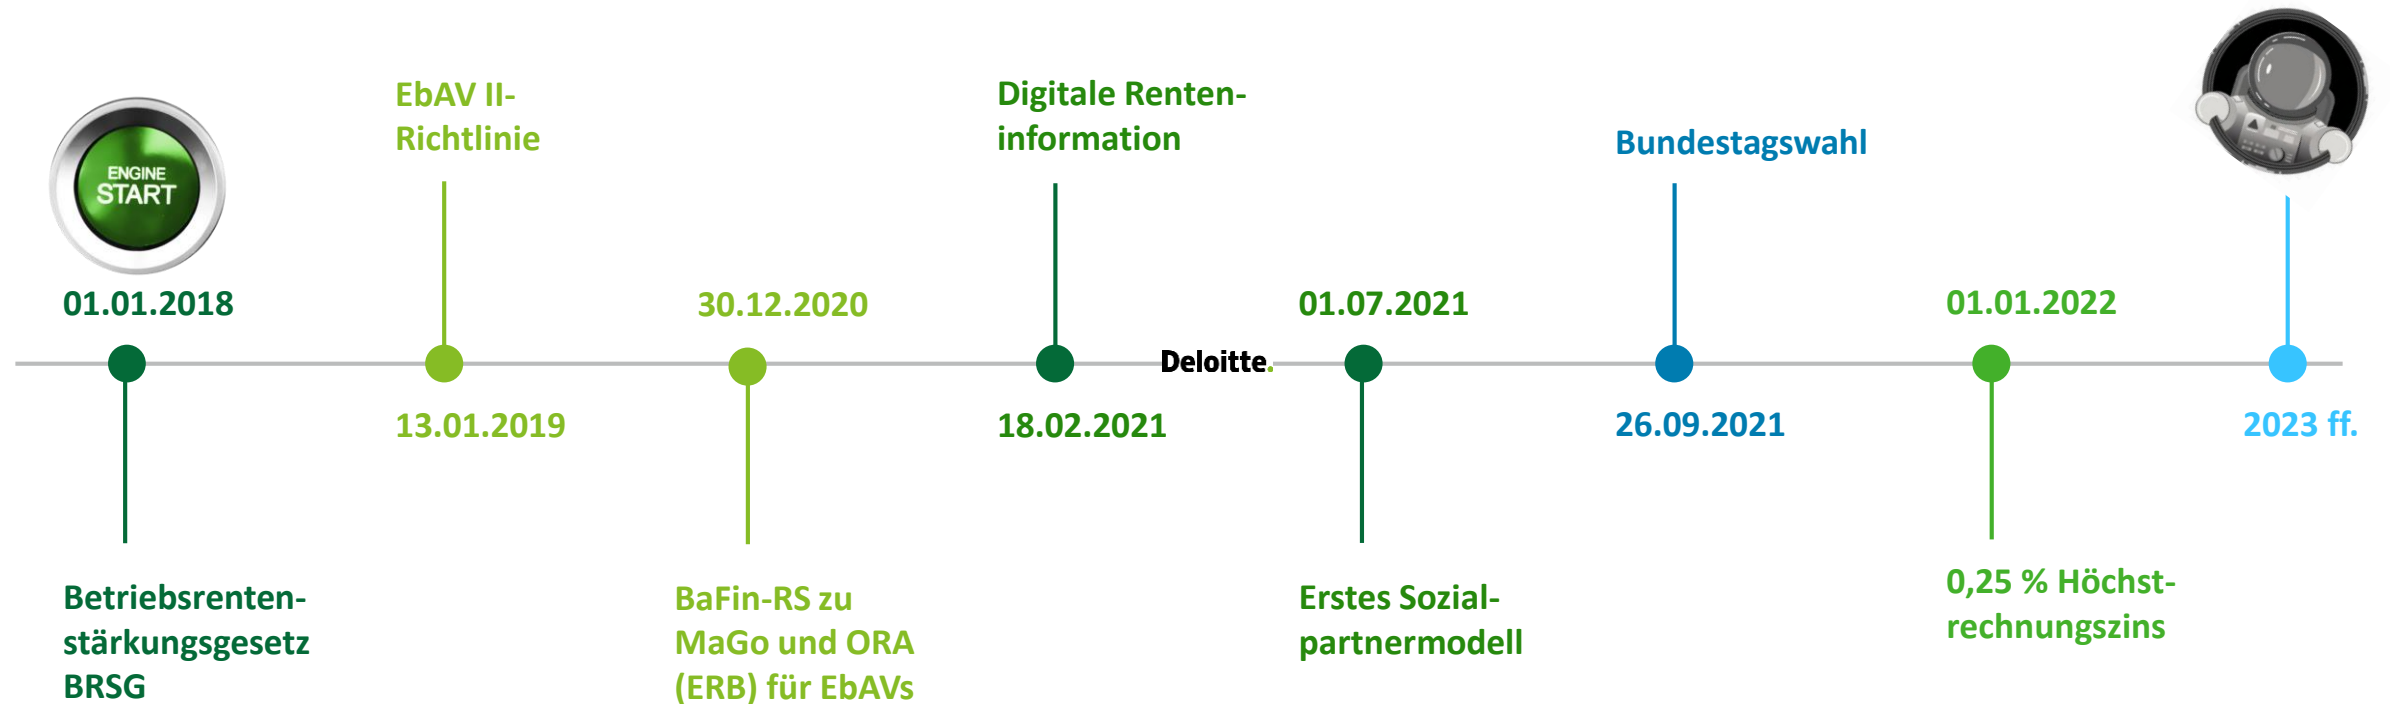 ENGINE
START
01.01.2018
Betriebsrenten-
stärkungsgesetz
BRSG
EbAV II-
Richtlinie
13.01.2019
30.12.2020
BaFin-RS zu
MaGo und ORA
(ERB) für EbAVs
Digitale Renten-
information
18.02.2021
Deloitte.
01.07.2021
Erstes Sozial-
partnermodell
Bundestagswahl
26.09.2021
01.01.2022
0,25 % Höchst-
rechnungszins
2023 ff.